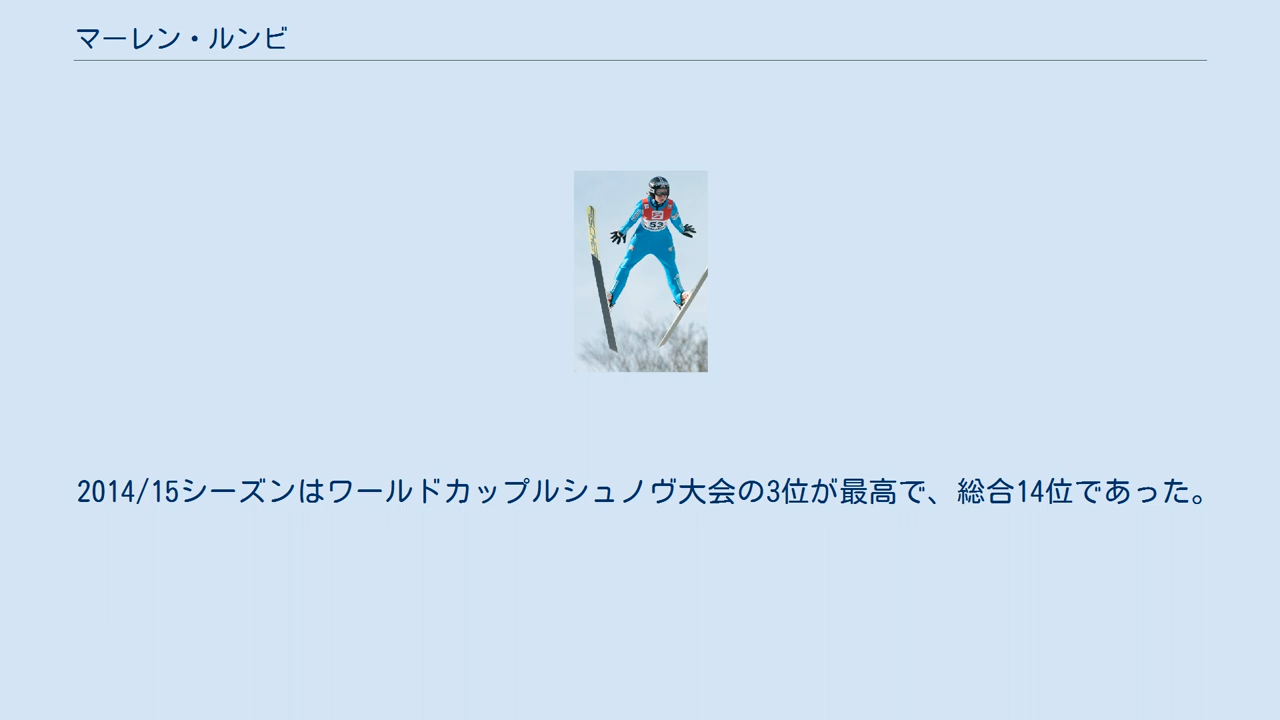 マーレン・ルンビ
53
2014/15シーズンはワールドカップルシュノヴ大会の3位が最高で、総合14位であった。